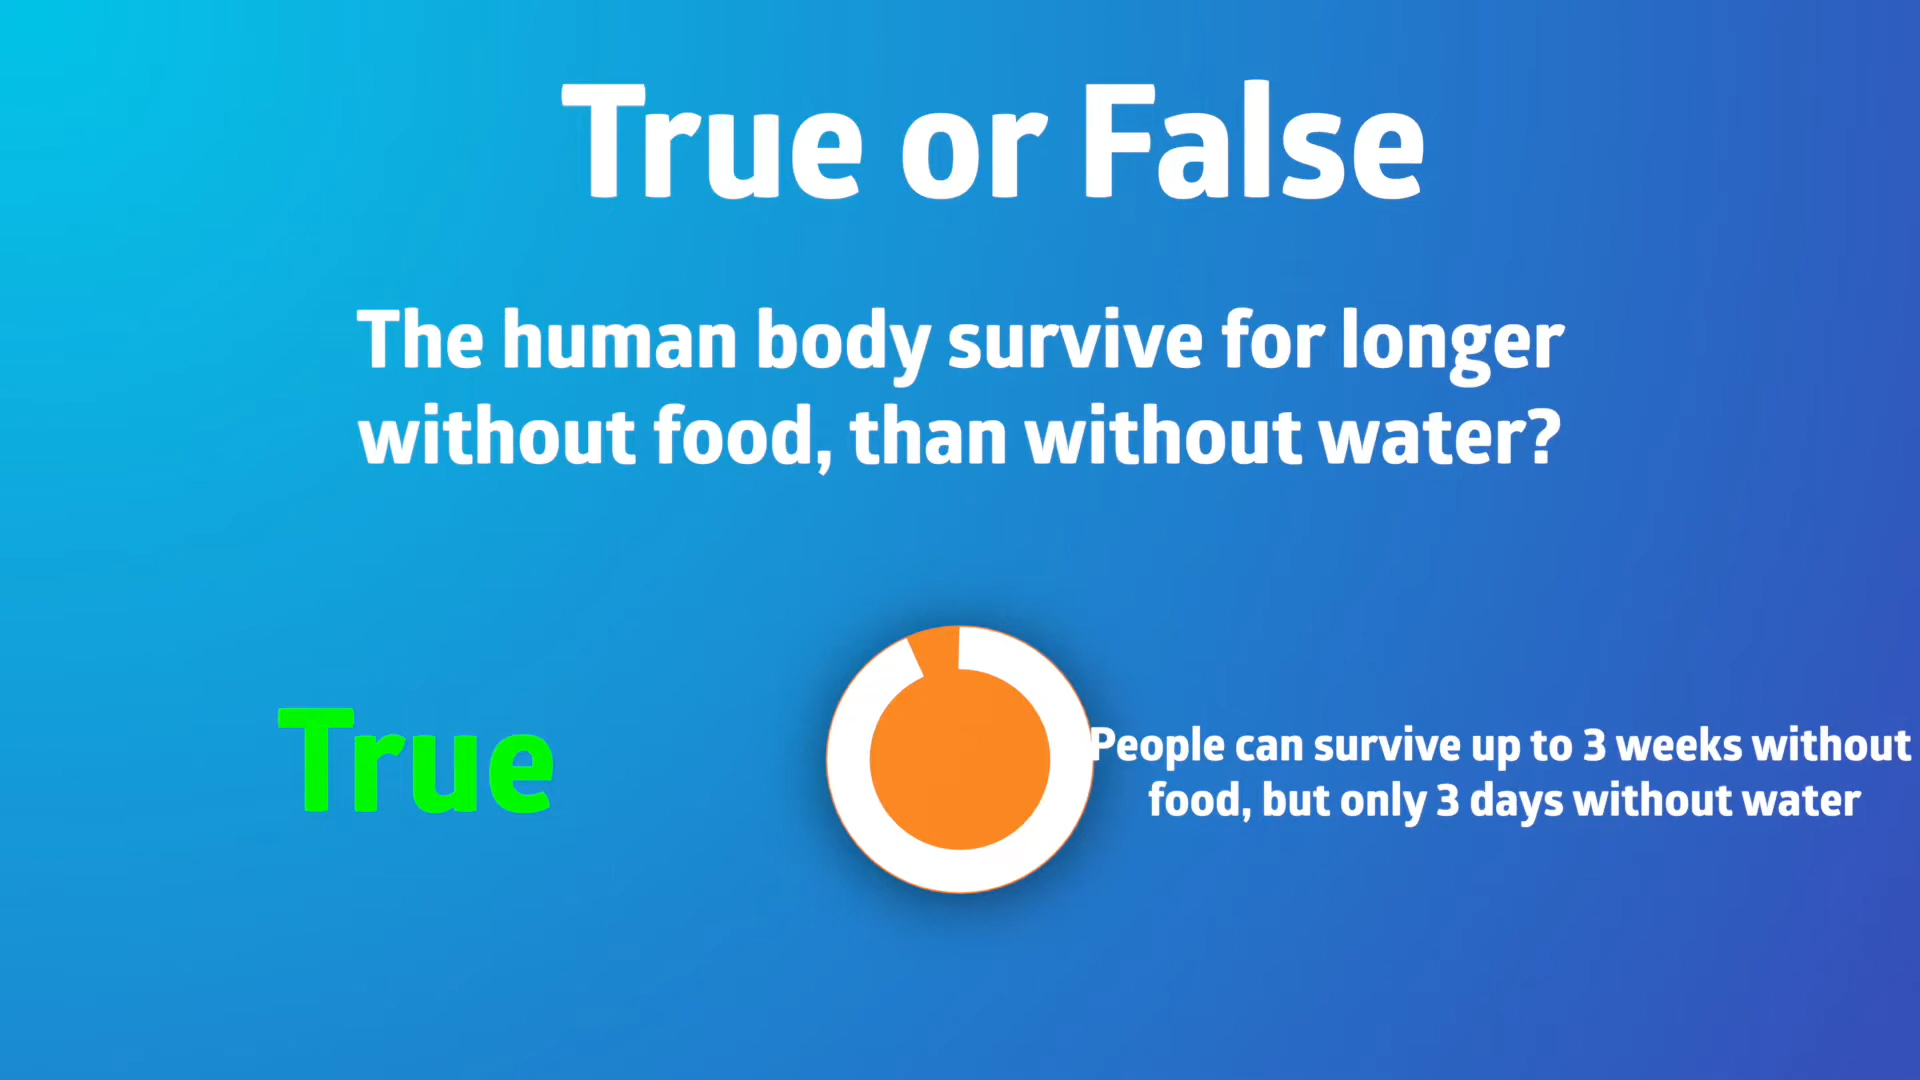 True or False
The human body survive for longer
without food, than without water?
True
People can survive up to 3 weeks without
food, but only 3 days without water